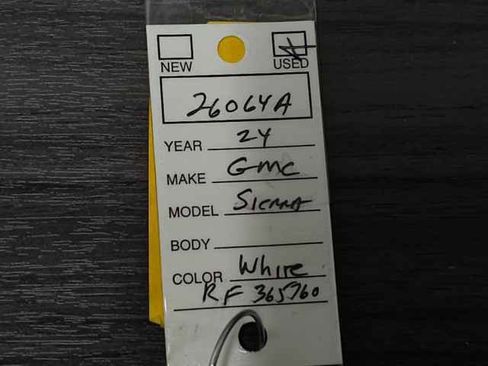 NEW USED
26064A
YEAR 24
MAKE GMC
MODEL Sierra
BODY
COLOR White
RF 365760